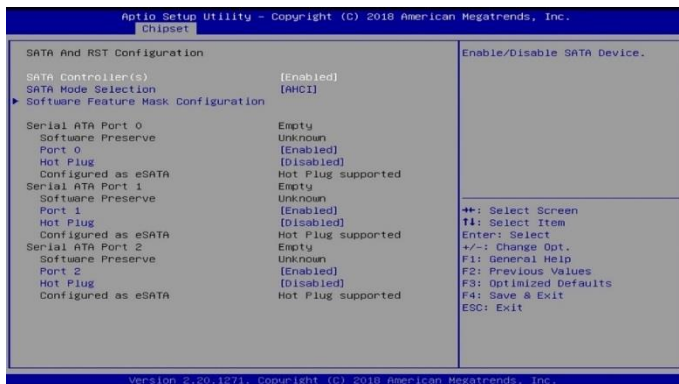 Aptio Setup Utility – Copyright (C) 2018 American Megatrends, Inc.
Chipset
SATA And RST Configuration
SATA Controller(s) [Enabled]
SATA Mode Selection [AHCI]
Software Feature Mask Configuration
Serial ATA Port 0 Empty
Software Preserve Unknown
Port 0 [Enabled]
Hot Plug [Disabled]
Configured as eSATA Hot Plug supported
Serial ATA Port 1 Empty
Software Preserve Unknown
Port 1 [Enabled]
Hot Plug [Disabled]
Configured as eSATA Hot Plug supported
Serial ATA Port 2 Empty
Software Preserve Unknown
Port 2 [Enabled]
Hot Plug [Disabled]
Configured as eSATA Hot Plug supported
Enable/Disable SATA Device.
→←: Select Screen
↑↓: Select Item
Enter: Select
+/-: Change Opt.
F1: General Help
F2: Previous Values
F3: Optimized Defaults
F4: Save & Exit
ESC: Exit
Version 2.20.1271. Copyright (C) 2018 American Megatrends, Inc.